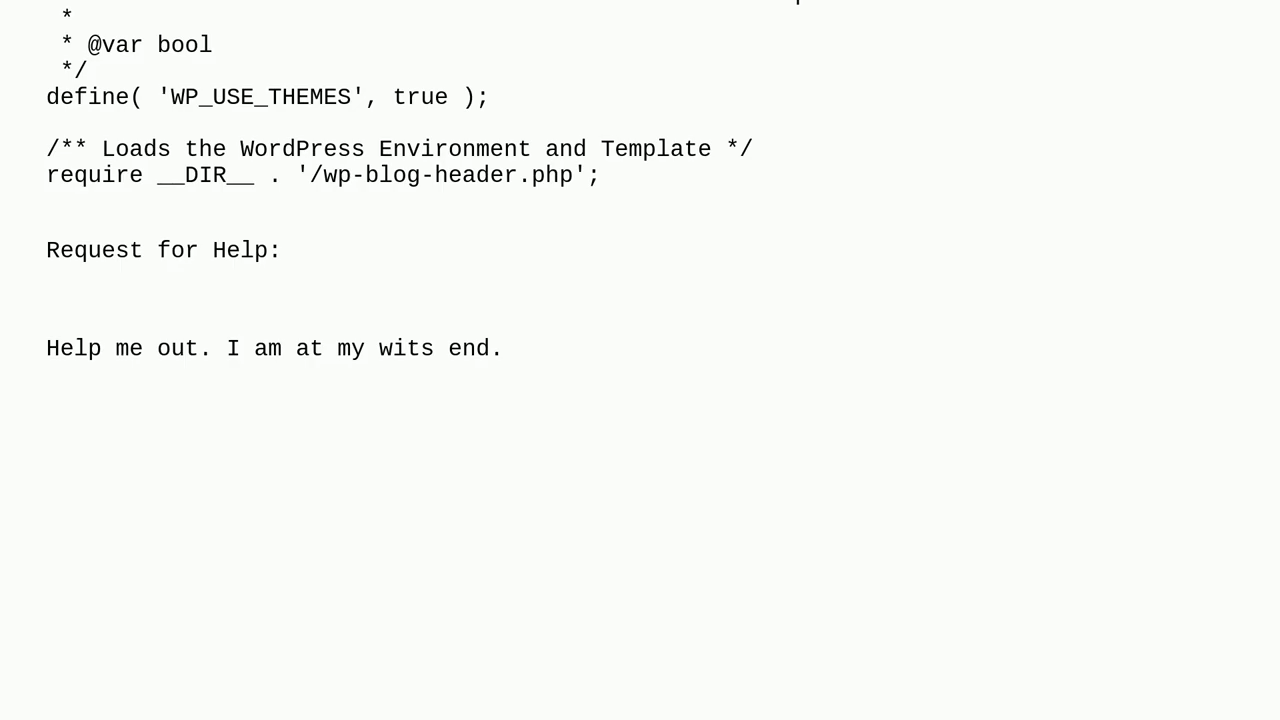 *
* @var bool
*/
define( 'WP_USE_THEMES', true );
/** Loads the WordPress Environment and Template */
require __DIR__ . '/wp-blog-header.php';
Request for Help:
Help me out. I am at my wits end.